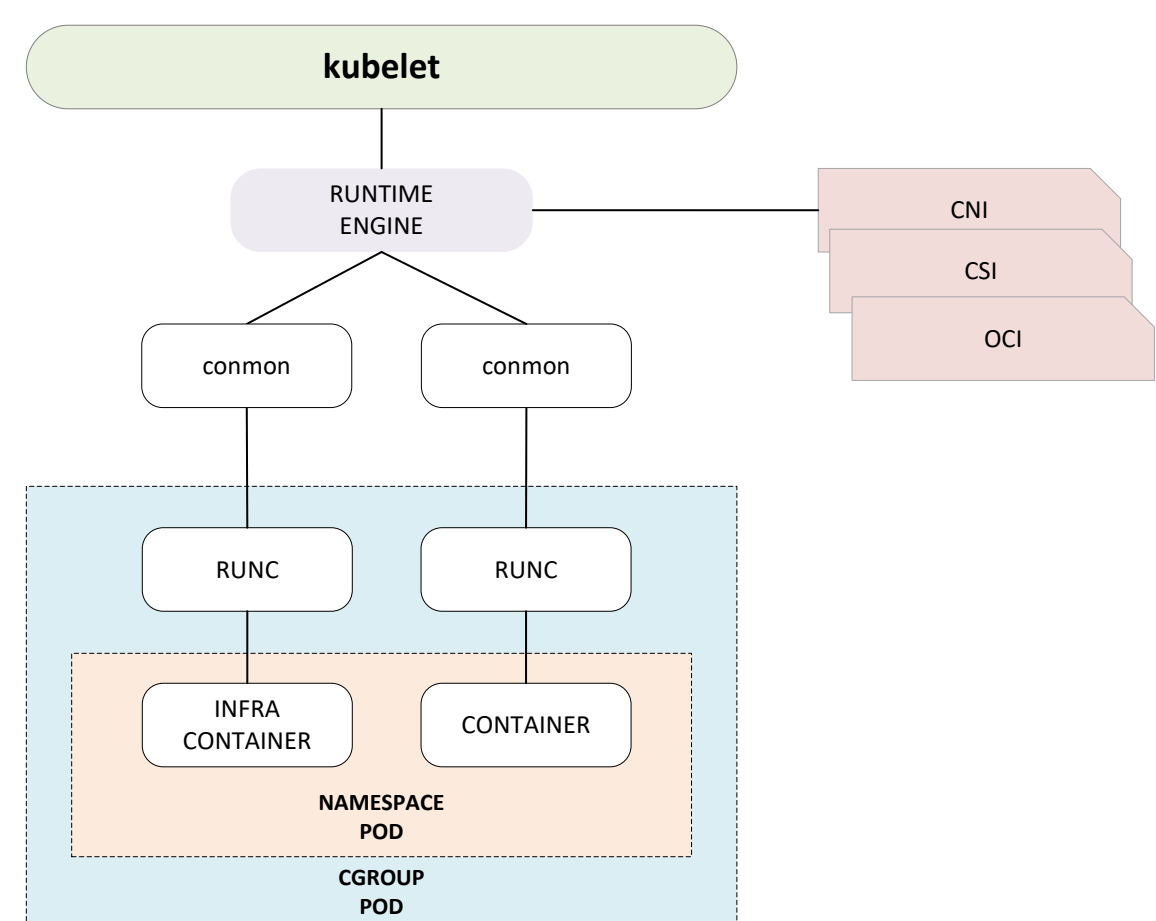 kubelet
RUNTIME
ENGINE
CNI
CSI
OCI
conmon
conmon
RUNC
RUNC
INFRA
CONTAINER
CONTAINER
NAMESPACE
POD
CGROUP
POD